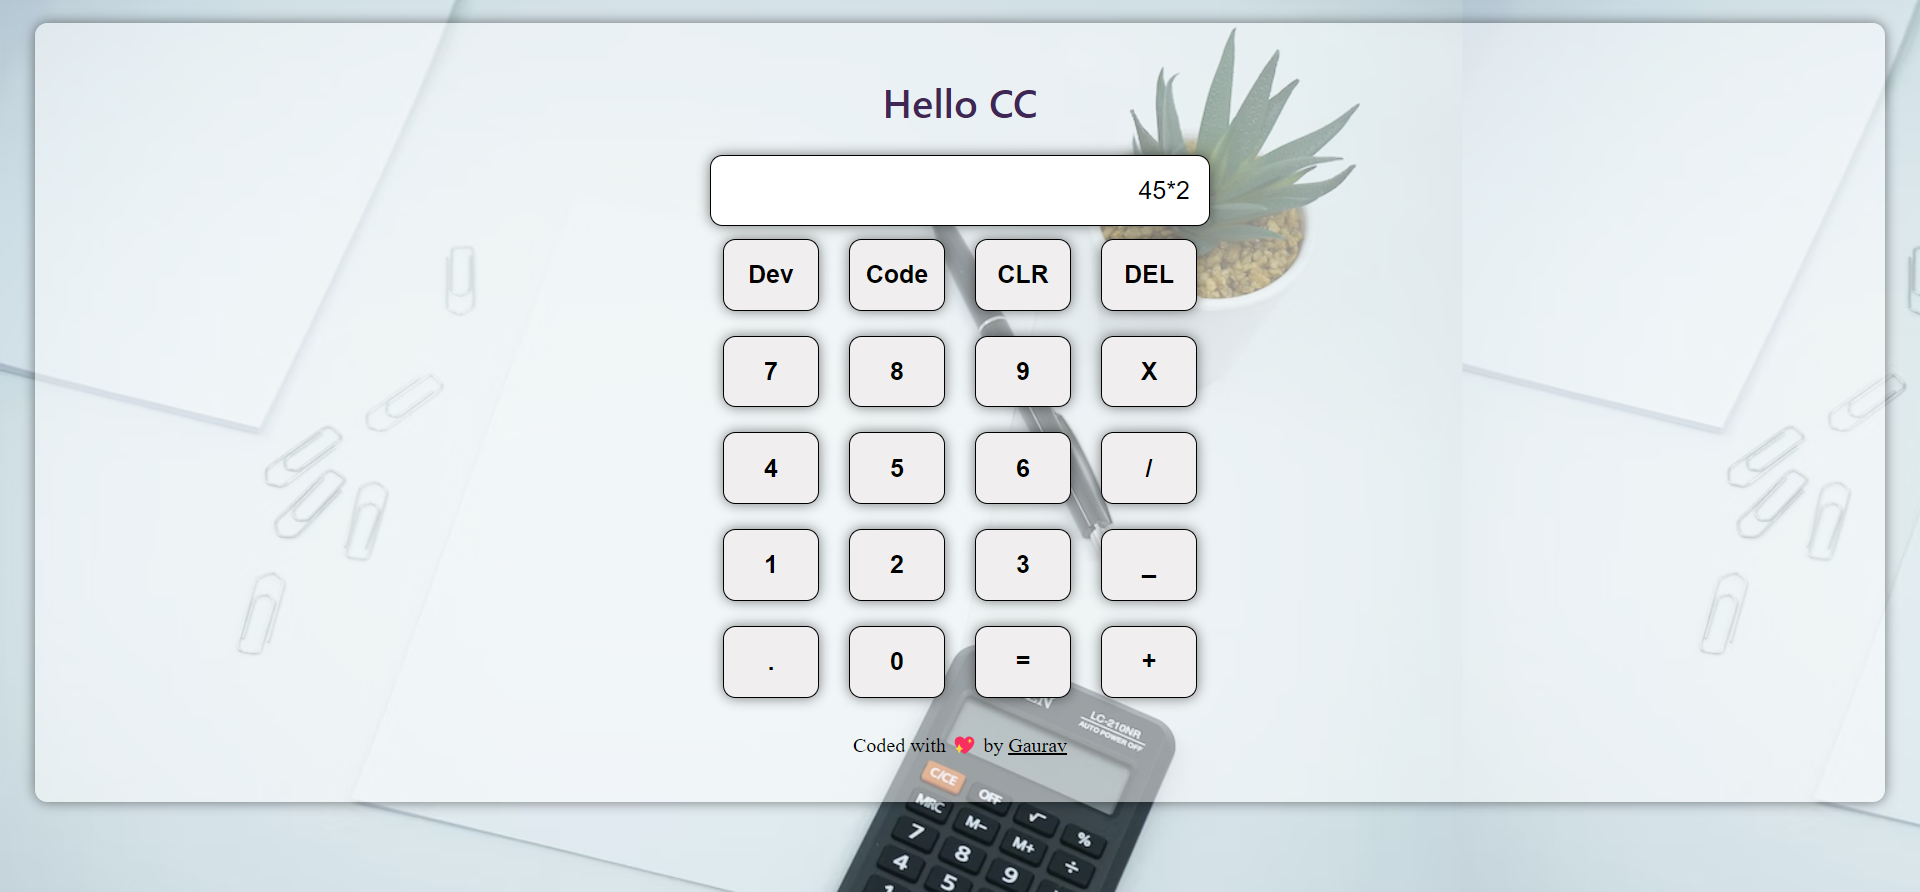 Hello CC
45*2
Dev Code CLR DEL
7 8 9 X
4 5 6 /
1 2 3 _
. 0 = +
LC-210NR
AUTO POWER OFF
Coded with 💖 by Gaurav
C/CE
MRC OFF √ %
7 M− M+ ÷
4 8 9
5